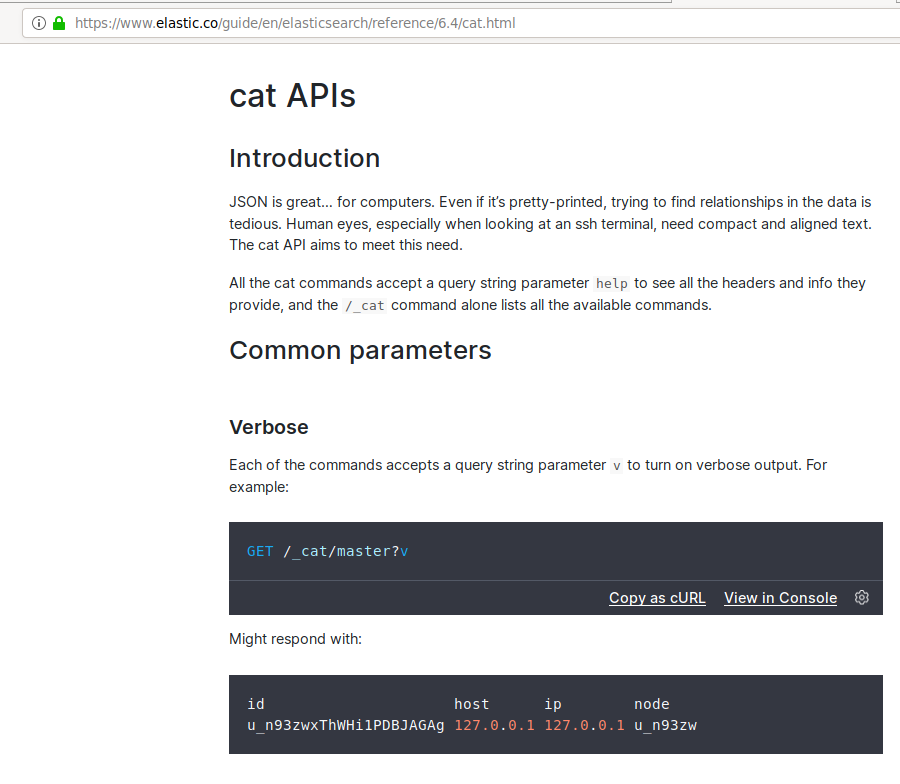 https://www.elastic.co/guide/en/elasticsearch/reference/6.4/cat.html
cat APIs
Introduction
JSON is great… for computers. Even if it’s pretty-printed, trying to find relationships in the data is
tedious. Human eyes, especially when looking at an ssh terminal, need compact and aligned text.
The cat API aims to meet this need.
All the cat commands accept a query string parameter help to see all the headers and info they
provide, and the /_cat command alone lists all the available commands.
Common parameters
Verbose
Each of the commands accepts a query string parameter v to turn on verbose output. For
example:
GET /_cat/master?v
Copy as cURL View in Console
Might respond with:
id host ip node
u_n93zwxThWHi1PDBJAGAg 127.0.0.1 127.0.0.1 u_n93zw